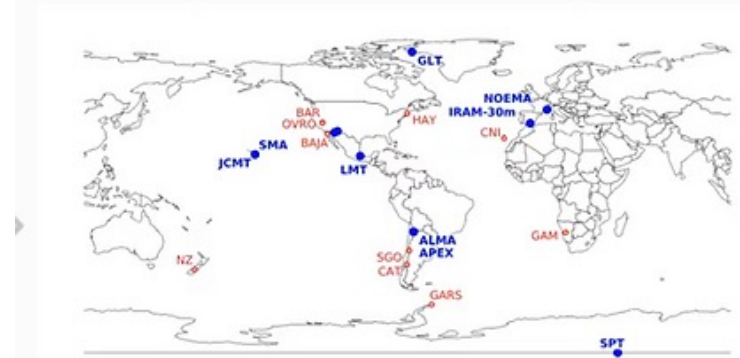 GLT
NOEMA
IRAM-30m
BAR
OVRO
HAY
CNI
BAJA
SMA
JCMT
LMT
ALMA
APEX
GAM
SGO
CAT
NZ
GARS
SPT